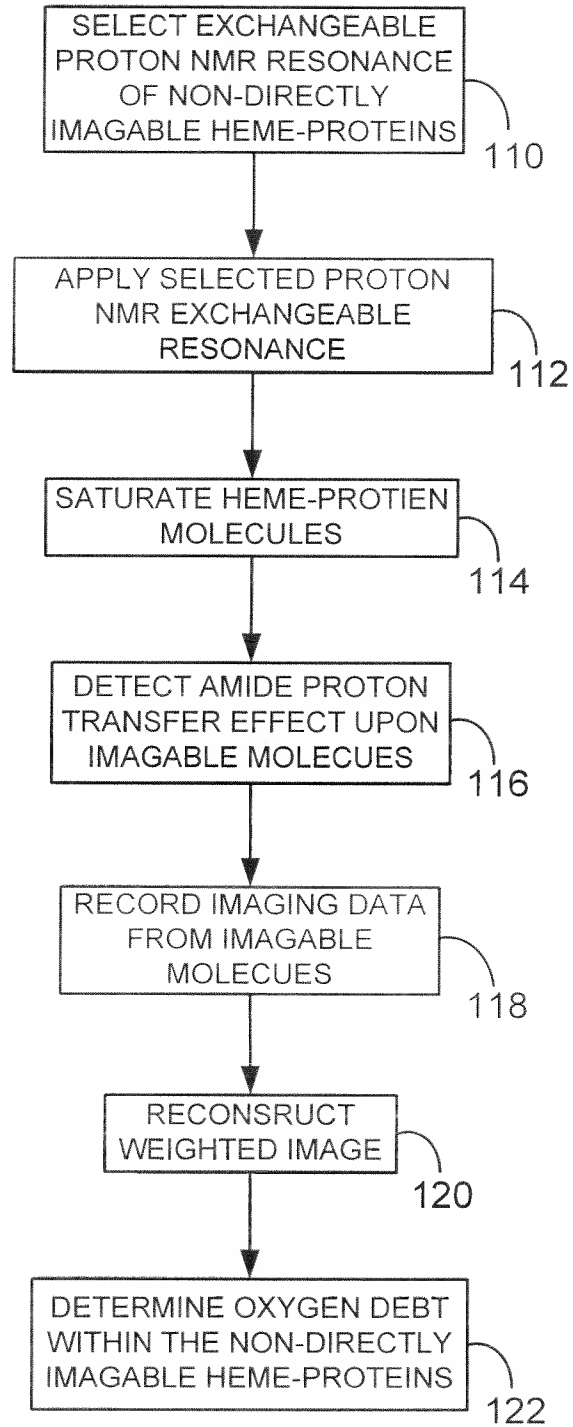 SELECT EXCHANGEABLE
PROTON NMR RESONANCE
OF NON-DIRECTLY
IMAGABLE HEME-PROTEINS
110
APPLY SELECTED PROTON
NMR EXCHANGEABLE
RESONANCE
112
SATURATE HEME-PROTIEN
MOLECULES
114
DETECT AMIDE PROTON
TRANSFER EFFECT UPON
IMAGABLE MOLECUES
116
RECORD IMAGING DATA
FROM IMAGABLE
MOLECUES
118
RECONSRUCT
WEIGHTED IMAGE
120
DETERMINE OXYGEN DEBT
WITHIN THE NON-DIRECTLY
IMAGABLE HEME-PROTEINS
122